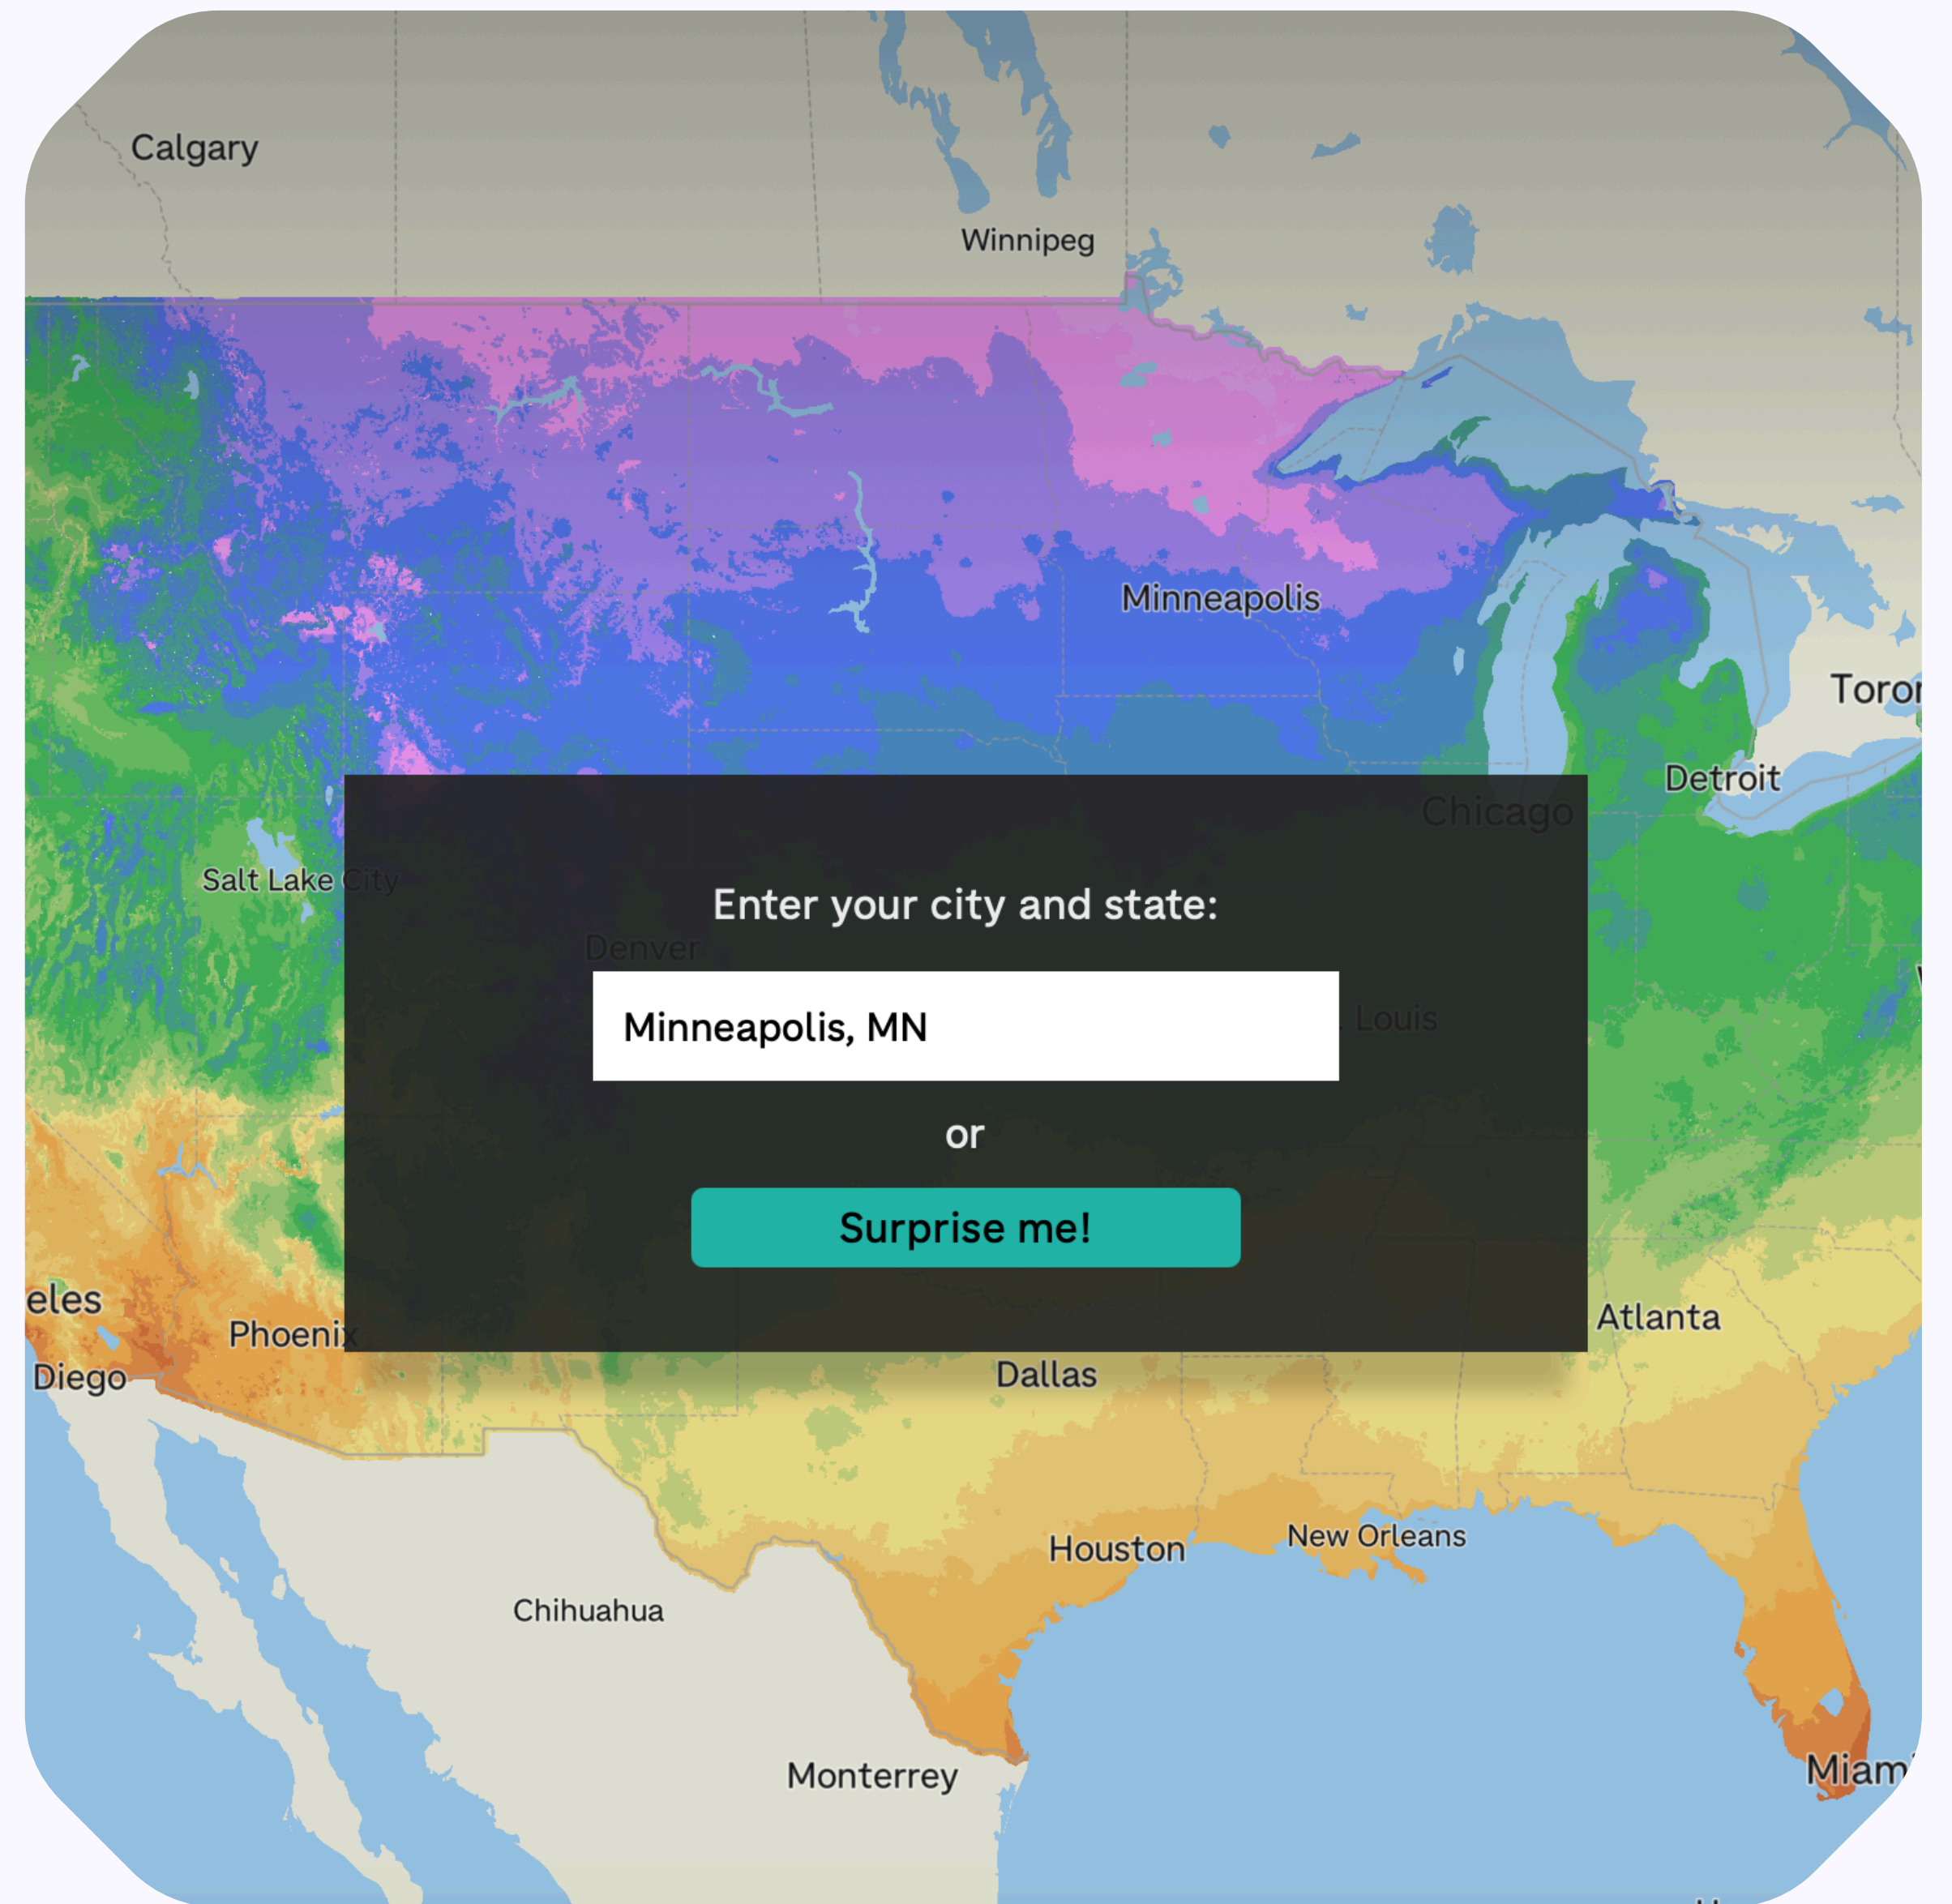 Calgary
Winnipeg
Minneapolis
Toror
Detroit
Chicago
Salt Lake City
Enter your city and state:
Denver
Minneapolis, MN
. Louis
or
Surprise me!
eles
Atlanta
Phoenix
Diego
Dallas
New Orleans
Houston
Chihuahua
Miami
Monterrey